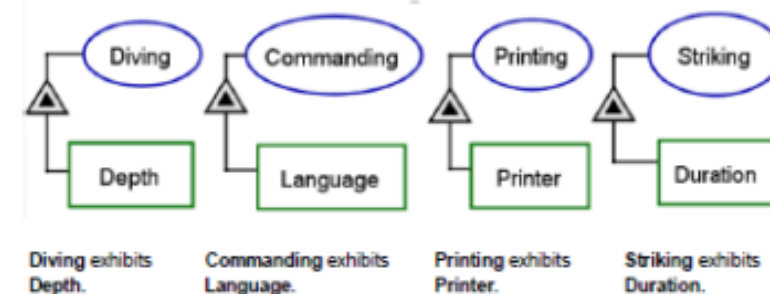 Diving
Commanding
Printing
Striking
Depth
Language
Printer
Duration
Diving exhibits
Depth.
Commanding exhibits
Language.
Printing exhibits
Printer.
Striking exhibits
Duration.